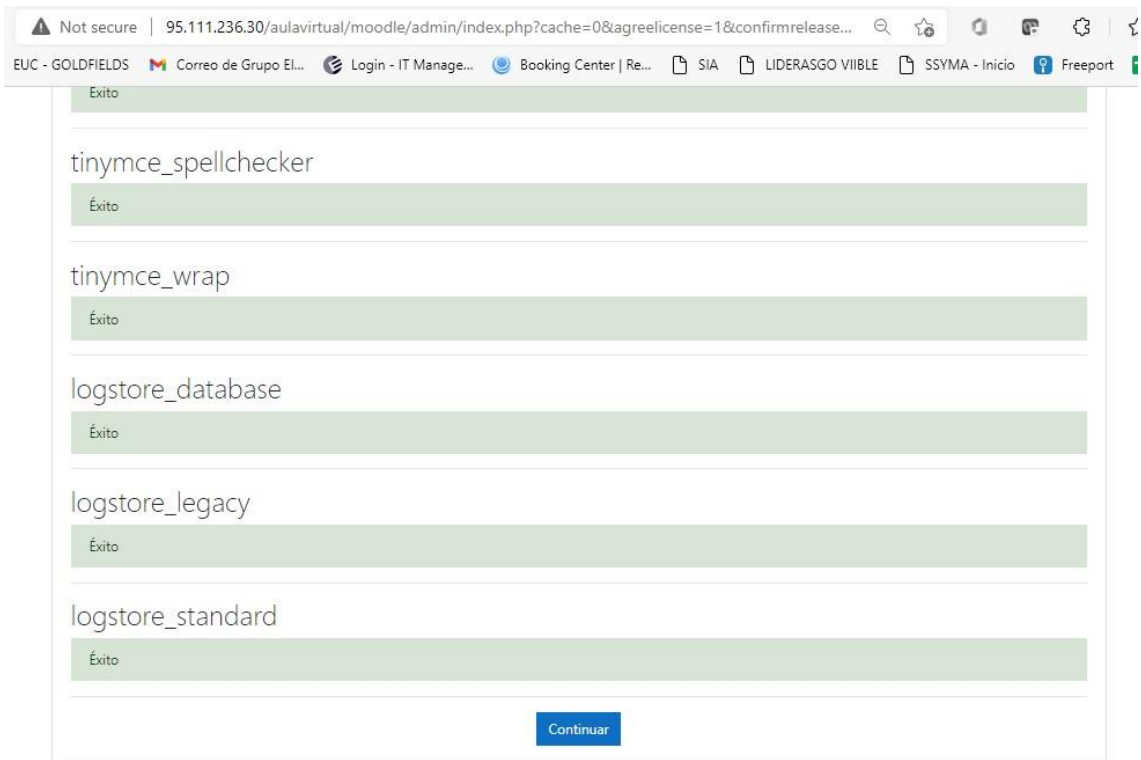 Not secure | 95.111.236.30/aulavirtual/moodle/admin/index.php?cache=0&agreelicense=1&confirmrelease...
EUC - GOLDFIELDS Correo de Grupo El... Login - IT Manage... Booking Center | Re... SIA LIDERASGO VIIBLE SSYMA - Inicio Freeport
Éxito
tinymce_spellchecker
Éxito
tinymce_wrap
Éxito
logstore_database
Éxito
logstore_legacy
Éxito
logstore_standard
Éxito
Continuar